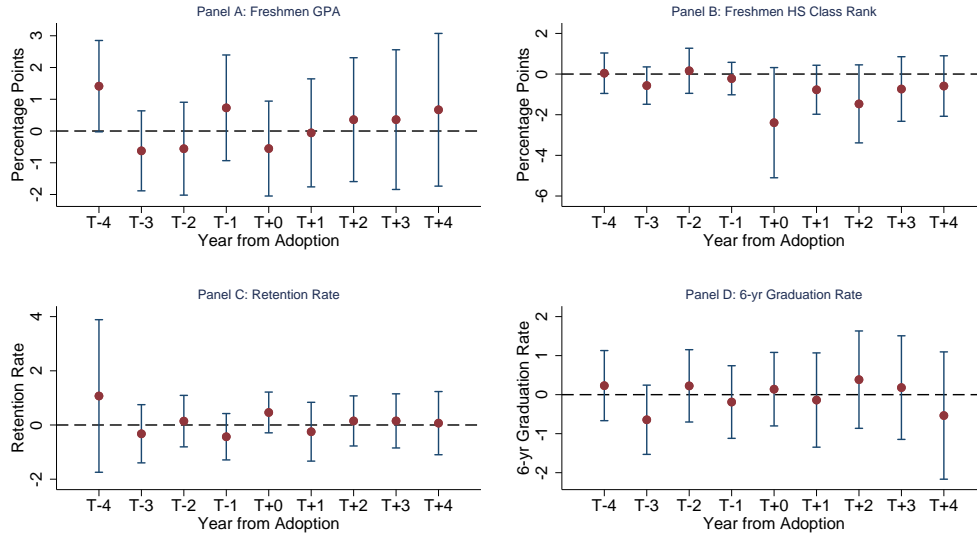 Panel A: Freshmen GPA
Percentage Points
3
2
1
0
-1
-2
T-4 T-3 T-2 T-1 T+0 T+1 T+2 T+3 T+4
Year from Adoption
Panel B: Freshmen HS Class Rank
Percentage Points
2
0
-2
-4
-6
T-4 T-3 T-2 T-1 T+0 T+1 T+2 T+3 T+4
Year from Adoption
Panel C: Retention Rate
Retention Rate
4
2
0
-2
T-4 T-3 T-2 T-1 T+0 T+1 T+2 T+3 T+4
Year from Adoption
Panel D: 6-yr Graduation Rate
6-yr Graduation Rate
2
1
0
-1
-2
T-4 T-3 T-2 T-1 T+0 T+1 T+2 T+3 T+4
Year from Adoption